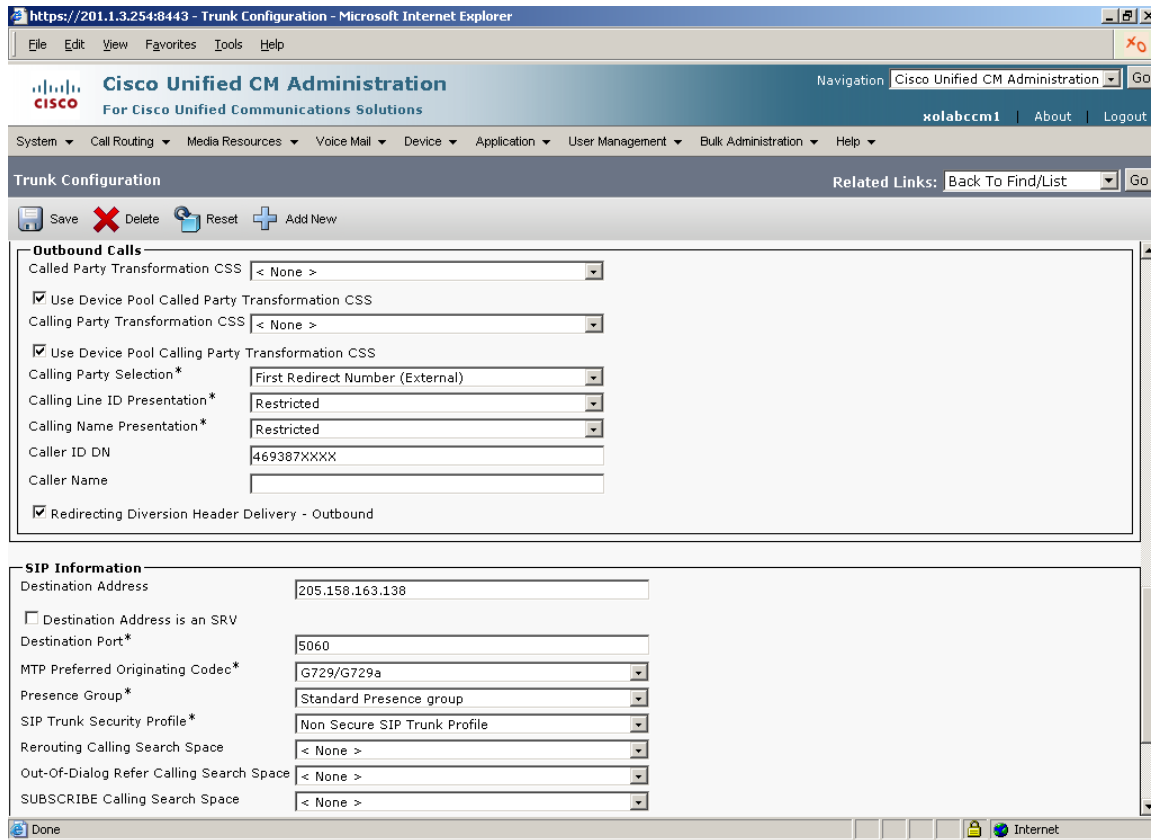 https://201.1.3.254:8443 - Trunk Configuration - Microsoft Internet Explorer
File Edit View Favorites Tools Help
cisco
Cisco Unified CM Administration
For Cisco Unified Communications Solutions
Navigation Cisco Unified CM Administration Go
xolabccm1 | About | Logout
System Call Routing Media Resources Voice Mail Device Application User Management Bulk Administration Help
Trunk Configuration
Related Links: Back To Find/List Go
Save Delete Reset Add New
Outbound Calls
Called Party Transformation CSS < None >
Use Device Pool Called Party Transformation CSS
Calling Party Transformation CSS < None >
Use Device Pool Calling Party Transformation CSS
Calling Party Selection* First Redirect Number (External)
Calling Line ID Presentation* Restricted
Calling Name Presentation* Restricted
Caller ID DN 469387XXXX
Caller Name
Redirecting Diversion Header Delivery - Outbound
SIP Information
Destination Address 205.158.163.138
Destination Address is an SRV
Destination Port* 5060
MTP Preferred Originating Codec* G729/G729a
Presence Group* Standard Presence group
SIP Trunk Security Profile* Non Secure SIP Trunk Profile
Rerouting Calling Search Space < None >
Out-Of-Dialog Refer Calling Search Space < None >
SUBSCRIBE Calling Search Space < None >
Done Internet